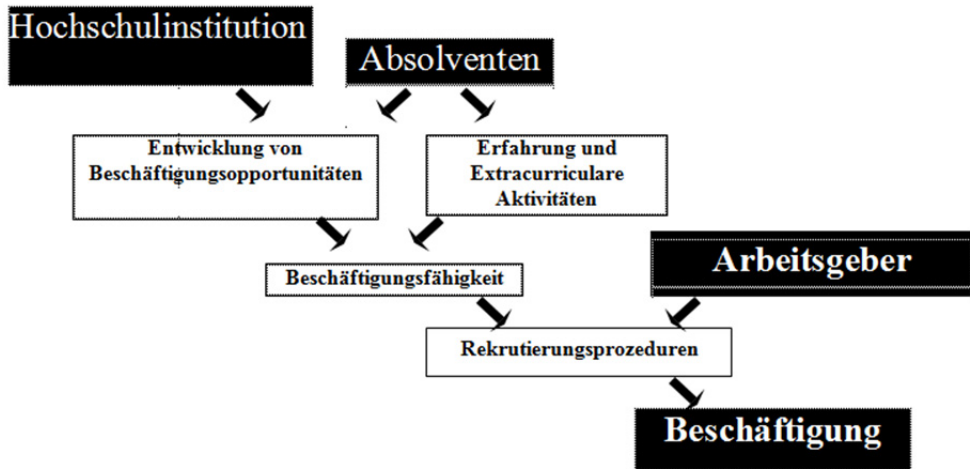 Hochschulinstitution
Absolventen
Entwicklung von
Beschäftigungsopportunitäten
Erfahrung und
Extracurriculare
Aktivitäten
Beschäftigungsfähigkeit
Arbeitsgeber
Rekrutierungsprozeduren
Beschäftigung